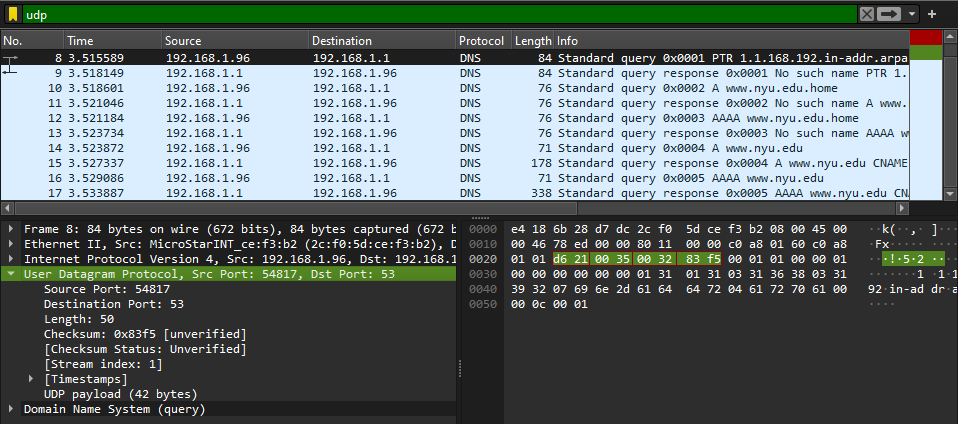 udp
No. Time Source Destination Protocol Length Info
8 3.515589 192.168.1.96 192.168.1.1 DNS 84 Standard query 0x0001 PTR 1.1.168.192.in-addr.arpa
9 3.518149 192.168.1.1 192.168.1.96 DNS 84 Standard query response 0x0001 No such name PTR 1.
10 3.518601 192.168.1.96 192.168.1.1 DNS 76 Standard query 0x0002 A www.nyu.edu.home
11 3.521046 192.168.1.1 192.168.1.96 DNS 76 Standard query response 0x0002 No such name A www.
12 3.521184 192.168.1.96 192.168.1.1 DNS 76 Standard query 0x0003 AAAA www.nyu.edu.home
13 3.523734 192.168.1.1 192.168.1.96 DNS 76 Standard query response 0x0003 No such name AAAA w
14 3.523872 192.168.1.96 192.168.1.1 DNS 71 Standard query 0x0004 A www.nyu.edu
15 3.527337 192.168.1.1 192.168.1.96 DNS 178 Standard query response 0x0004 A www.nyu.edu CNAME
16 3.529086 192.168.1.96 192.168.1.1 DNS 71 Standard query 0x0005 AAAA www.nyu.edu
17 3.533887 192.168.1.1 192.168.1.96 DNS 338 Standard query response 0x0005 AAAA www.nyu.edu CN
Frame 8: 84 bytes on wire (672 bits), 84 bytes captured (672 b
Ethernet II, Src: MicroStarINT_ce:f3:b2 (2c:f0:5d:ce:f3:b2), D
Internet Protocol Version 4, Src: 192.168.1.96, Dst: 192.168.1
User Datagram Protocol, Src Port: 54817, Dst Port: 53
Source Port: 54817
Destination Port: 53
Length: 50
Checksum: 0x83f5 [unverified]
[Checksum Status: Unverified]
[Stream index: 1]
[Timestamps]
UDP payload (42 bytes)
Domain Name System (query)
0000 e4 18 6b 28 d7 dc 2c f0 5d ce f3 b2 08 00 45 00 ··k(··,· ]
0010 00 46 78 ed 00 00 80 11 00 00 c0 a8 01 60 c0 a8 ·Fx·····
0020 01 01 d6 21 00 35 00 32 83 f5 00 01 01 00 00 01 ···!·5·2 ··
0030 00 00 00 00 00 00 01 31 01 31 03 31 36 38 03 31 ·······1 ·1
0040 39 32 07 69 6e 2d 61 64 64 72 04 61 72 70 61 00 92·in-ad dr·a
0050 00 0c 00 01